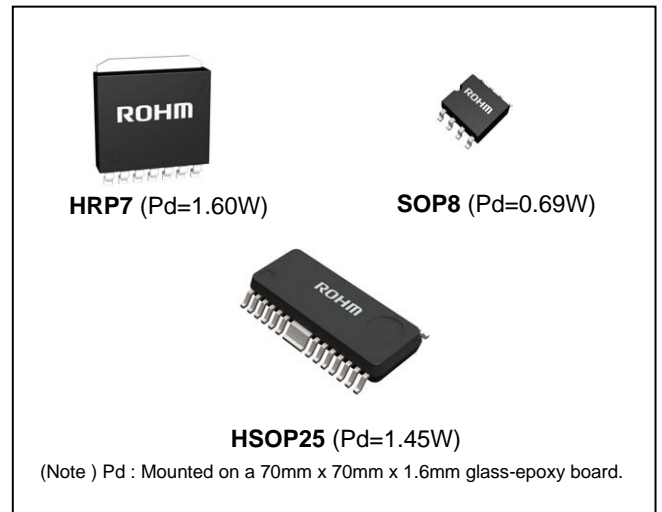 ROHM
ROHM
HRP7 (Pd=1.60W)
SOP8 (Pd=0.69W)
ROHM
HSOP25 (Pd=1.45W)
(Note ) Pd : Mounted on a 70mm x 70mm x 1.6mm glass-epoxy board.